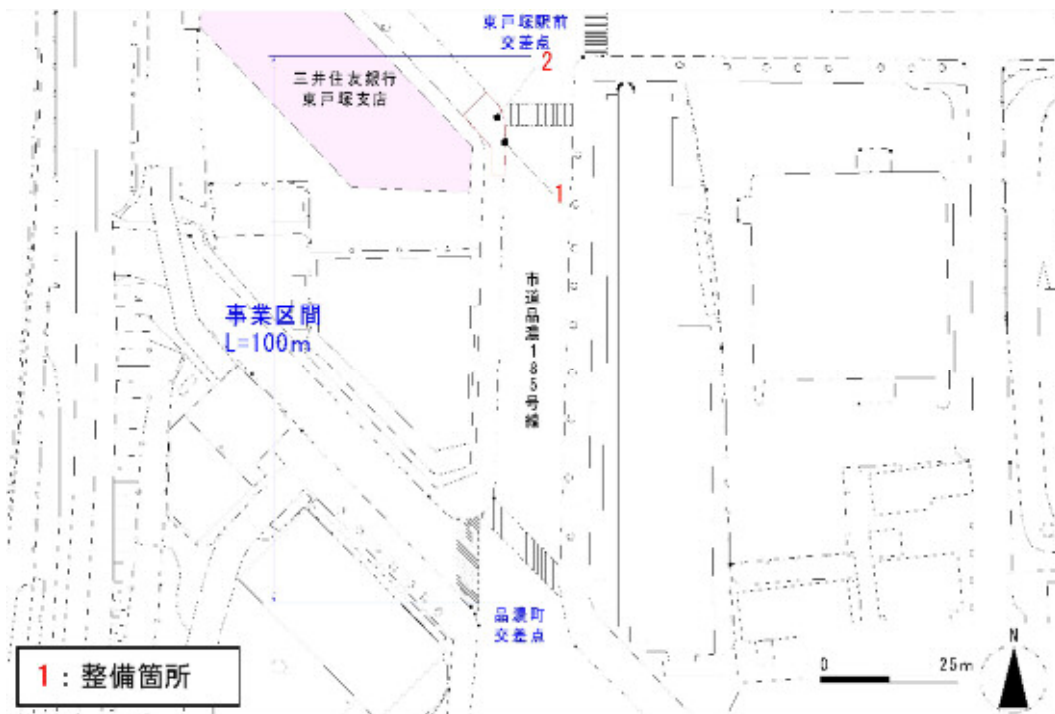 東戸塚駅前
交差点
2
三井住友銀行
東戸塚支店
1
市道品濃185号線
事業区間
L=100m
品濃町
交差点
N
0 25m
1：整備箇所